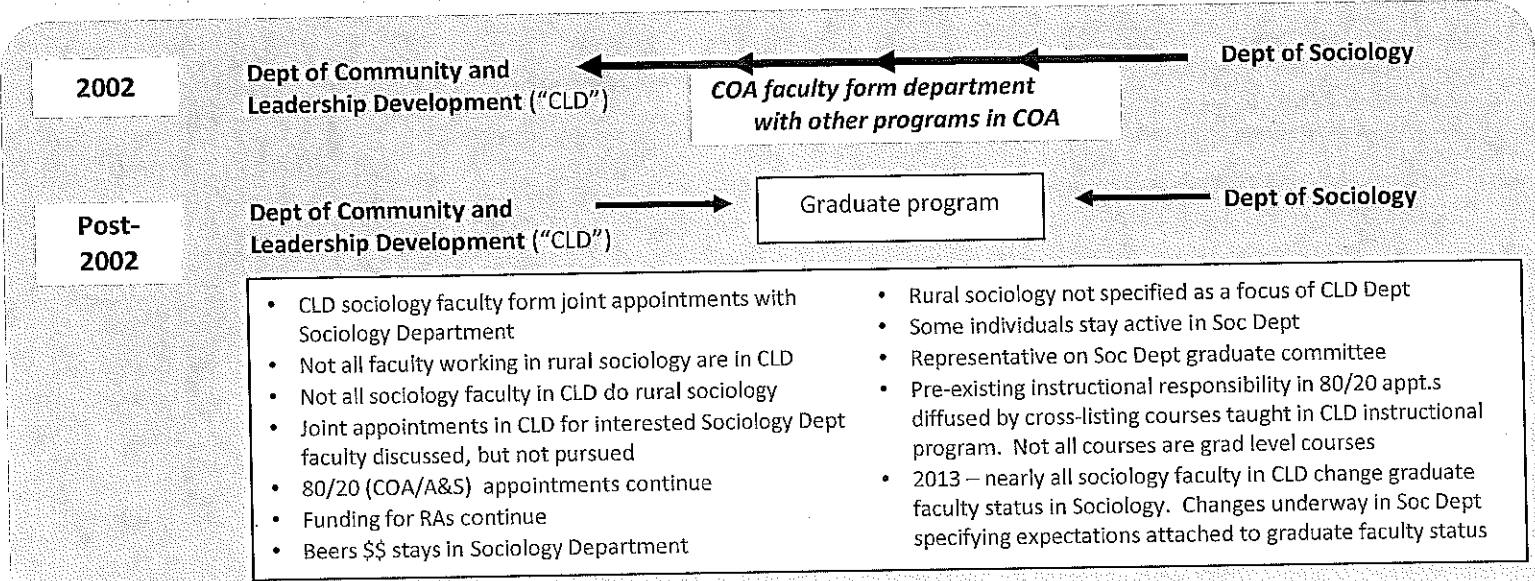 2002
Dept of Community and
Leadership Development ("CLD")
COA faculty form department
with other programs in COA
Dept of Sociology
Post-
2002
Dept of Community and
Leadership Development ("CLD")
Graduate program
Dept of Sociology
• CLD sociology faculty form joint appointments with
Sociology Department
• Not all faculty working in rural sociology are in CLD
• Not all sociology faculty in CLD do rural sociology
• Joint appointments in CLD for interested Sociology Dept
faculty discussed, but not pursued
• 80/20 (COA/A&S) appointments continue
• Funding for RAs continue
• Beers $$ stays in Sociology Department
• Rural sociology not specified as a focus of CLD Dept
• Some individuals stay active in Soc Dept
• Representative on Soc Dept graduate committee
• Pre-existing instructional responsibility in 80/20 appt.s
diffused by cross-listing courses taught in CLD instructional
program. Not all courses are grad level courses
• 2013 – nearly all sociology faculty in CLD change graduate
faculty status in Sociology. Changes underway in Soc Dept
specifying expectations attached to graduate faculty status